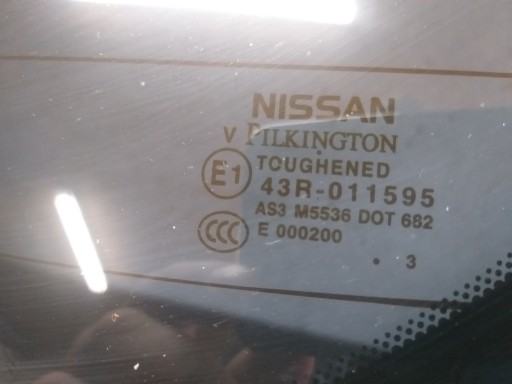 NISSAN
V PILKINGTON
E1 TOUGHENED
43R-011595
AS3 M5536 DOT 682
CCC E 000200
. 3